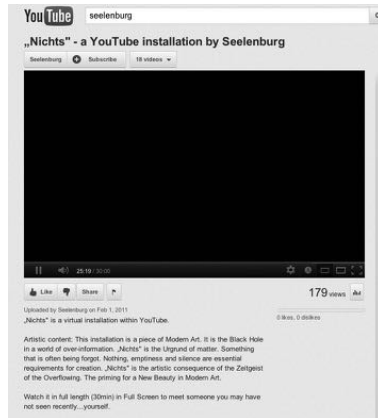 YouTube seelenburg
„Nichts" - a YouTube installation by Seelenburg
Seelenburg Subscribe 18 videos
25:19 / 30:00
Like Share 179 views
Uploaded by Seelenburg on Feb 1, 2011
„Nichts" is a virtual installation within YouTube.
0 likes, 0 dislikes
Artistic content: This installation is a piece of Modern Art. It is the Black Hole
in a world of over-information. „Nichts" is the Urgrund of matter. Something
that is often being forgot. Nothing, emptiness and silence are essential
requirements for creation. „Nichts" is the artistic consequence of the Zeitgeist
of the Overflowing. The priming for a New Beauty in Modern Art.
Watch it in full length (30min) in Full Screen to meet someone you may have
not seen recently...yourself.